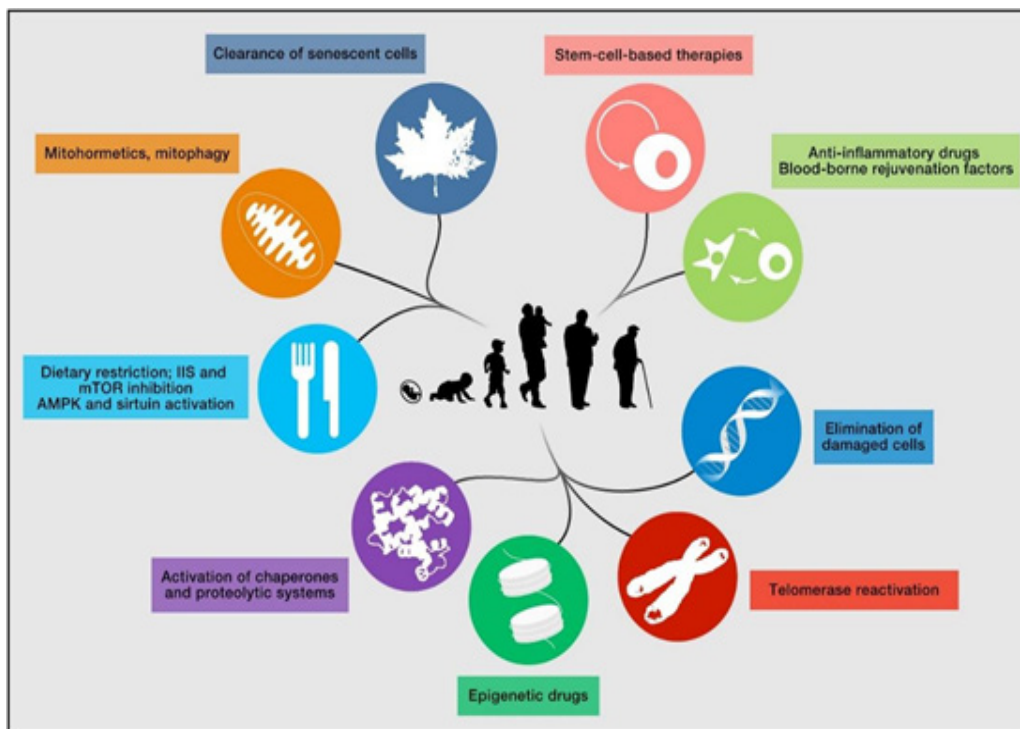 Clearance of senescent cells
Stem-cell-based therapies
Mitohormetics, mitophagy
Anti-inflammatory drugs
Blood-borne rejuvenation factors
Dietary restriction; IIS and
mTOR inhibition
AMPK and sirtuin activation
Elimination of
damaged cells
Activation of chaperones
and proteolytic systems
Telomerase reactivation
Epigenetic drugs